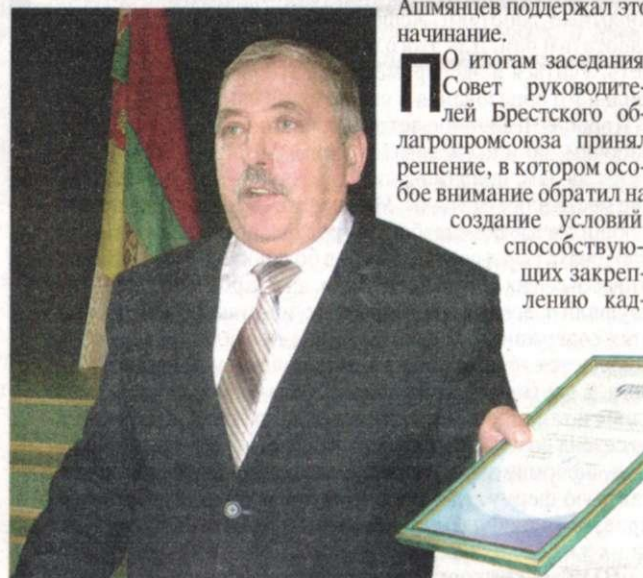 Ашмянцев поддержал это
начинание.
ПО итогам заседания
Совет руководите-
лей Брестского об-
лагропромсоюза принял
решение, в котором осо-
бое внимание обратил на
создание условий
способствую-
щих закреп-
лению кад-